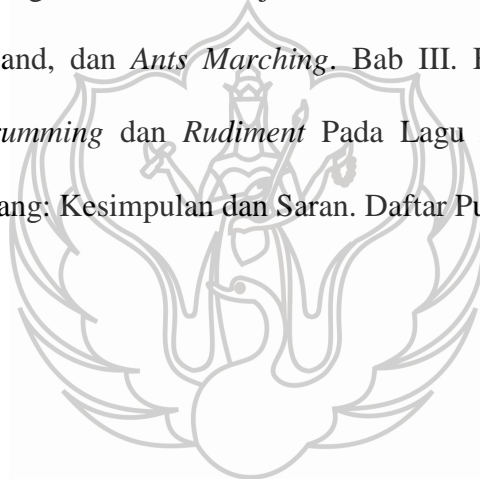 and, dan Ants Marching. Bab III.
rumming dan Rudiment Pada Lagu
ang: Kesimpulan dan Saran. Daftar Pu